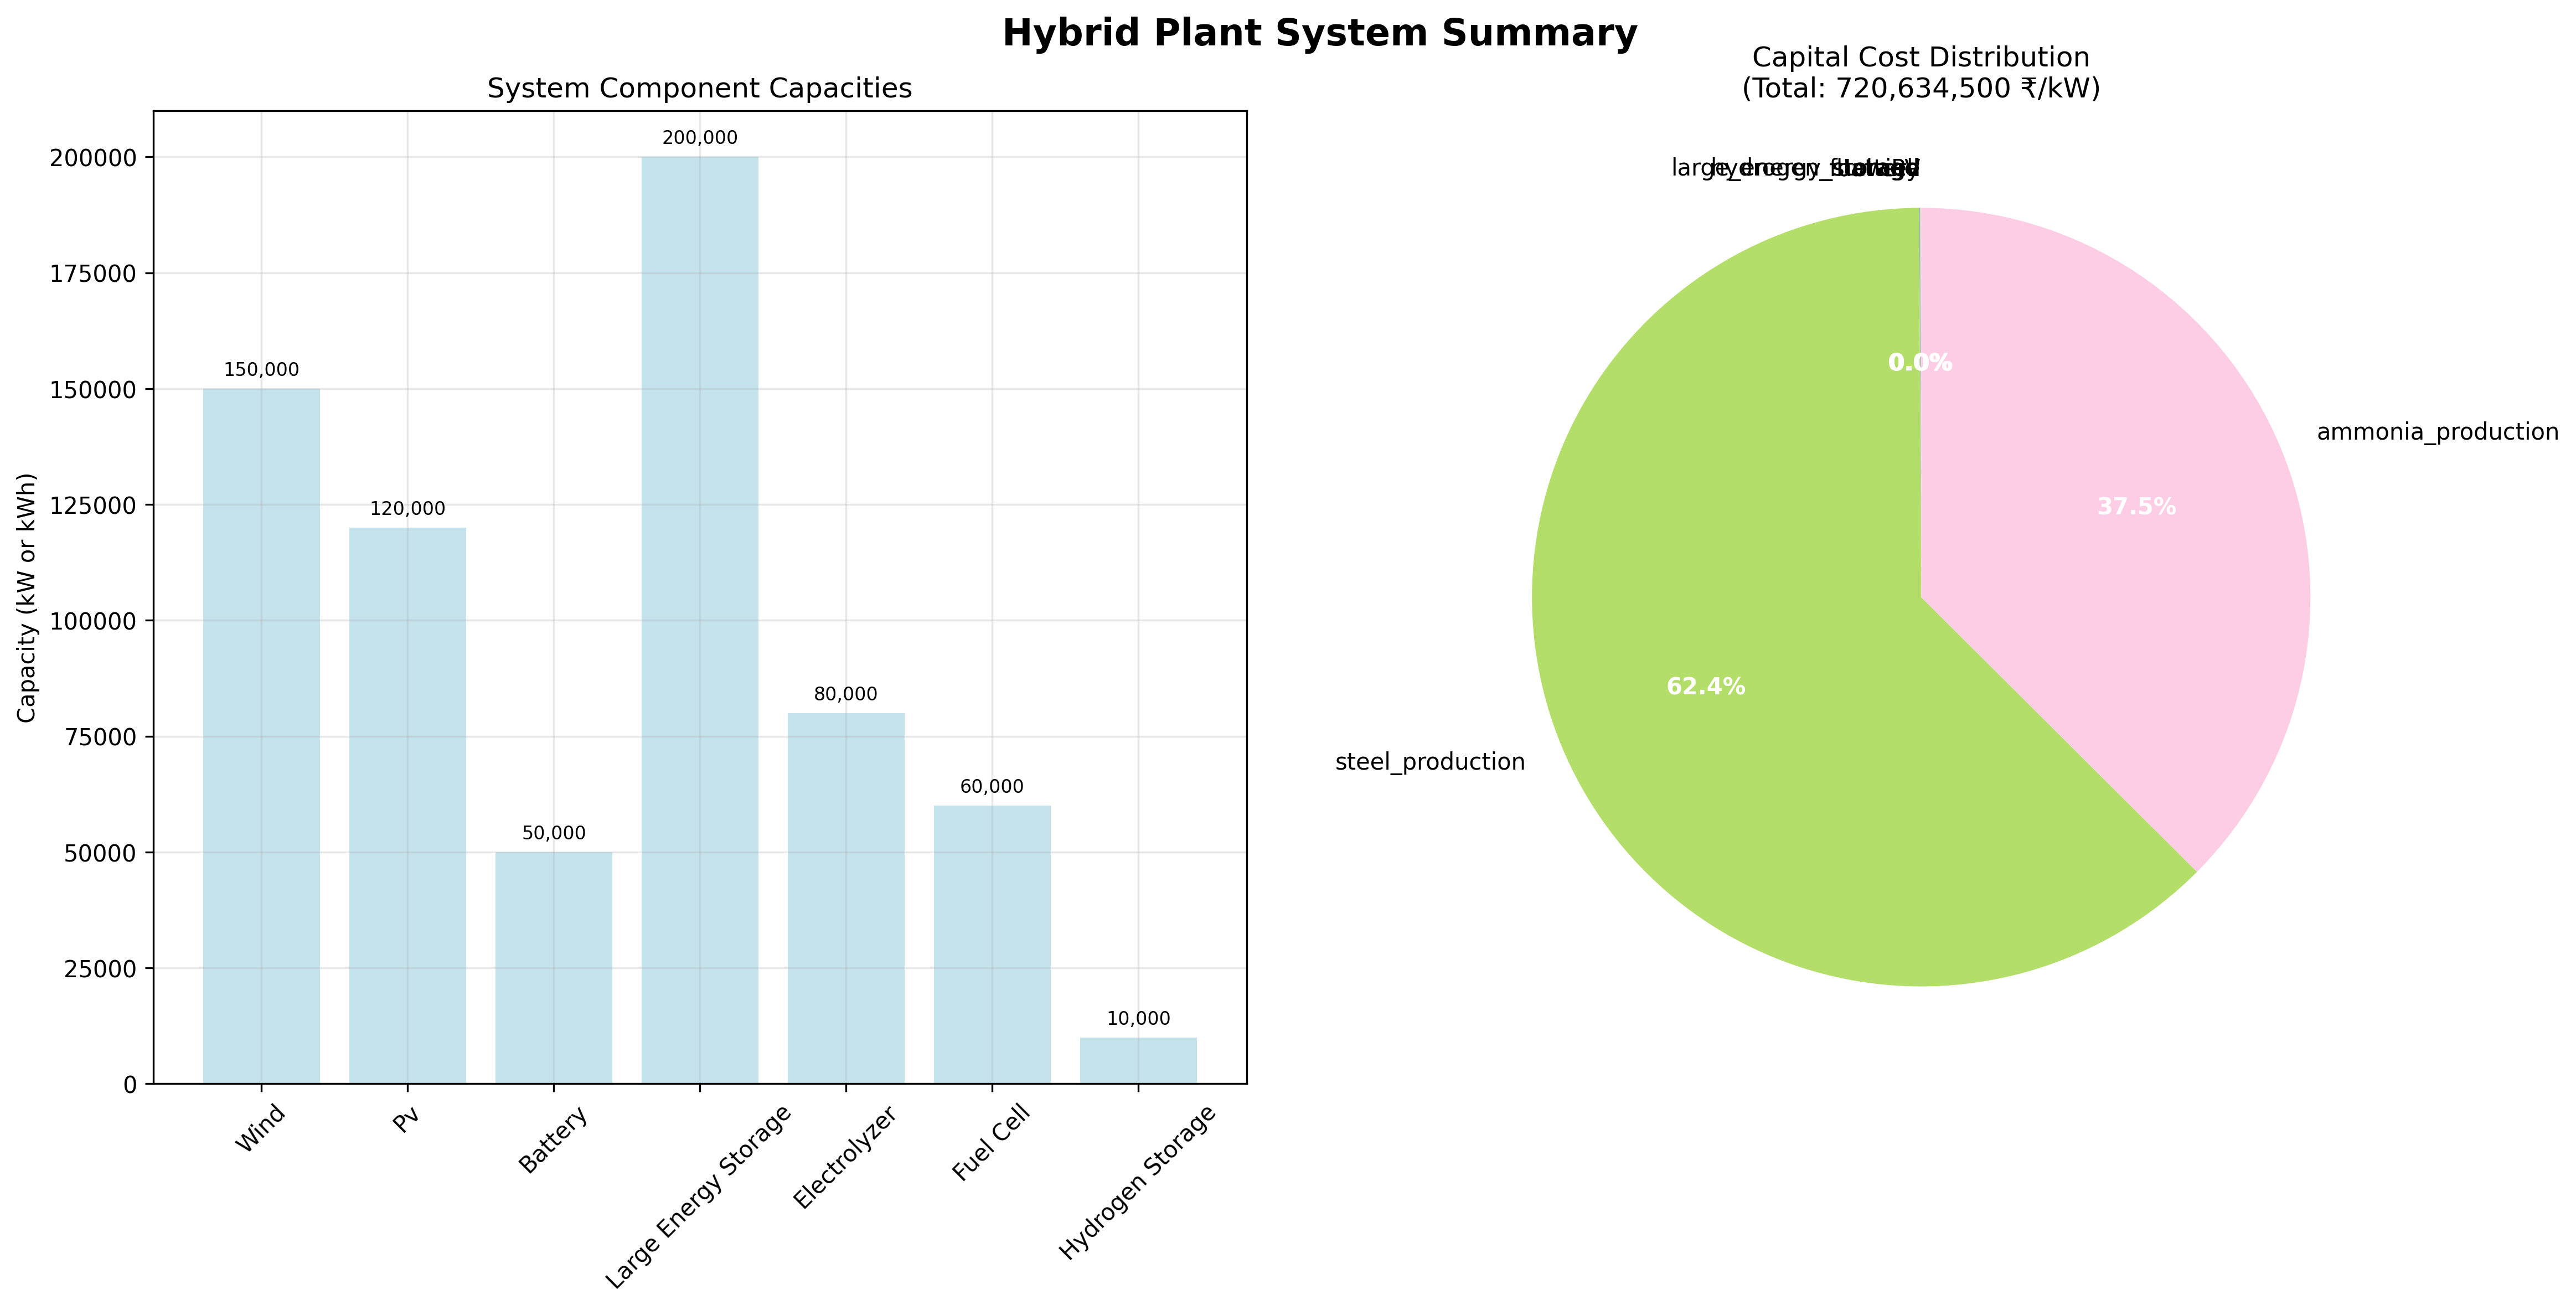 Hybrid Plant System Summary
System Component Capacities
Capacity (kW or kWh)
200000
175000
150000
125000
100000
75000
50000
25000
0
150,000
120,000
50,000
200,000
80,000
60,000
10,000
Wind
Pv
Battery
Large Energy Storage
Electrolyzer
Fuel Cell
Hydrogen Storage
Capital Cost Distribution
(Total: 720,634,500 ₹/kW)
0.0%
ammonia_production
37.5%
62.4%
steel_production